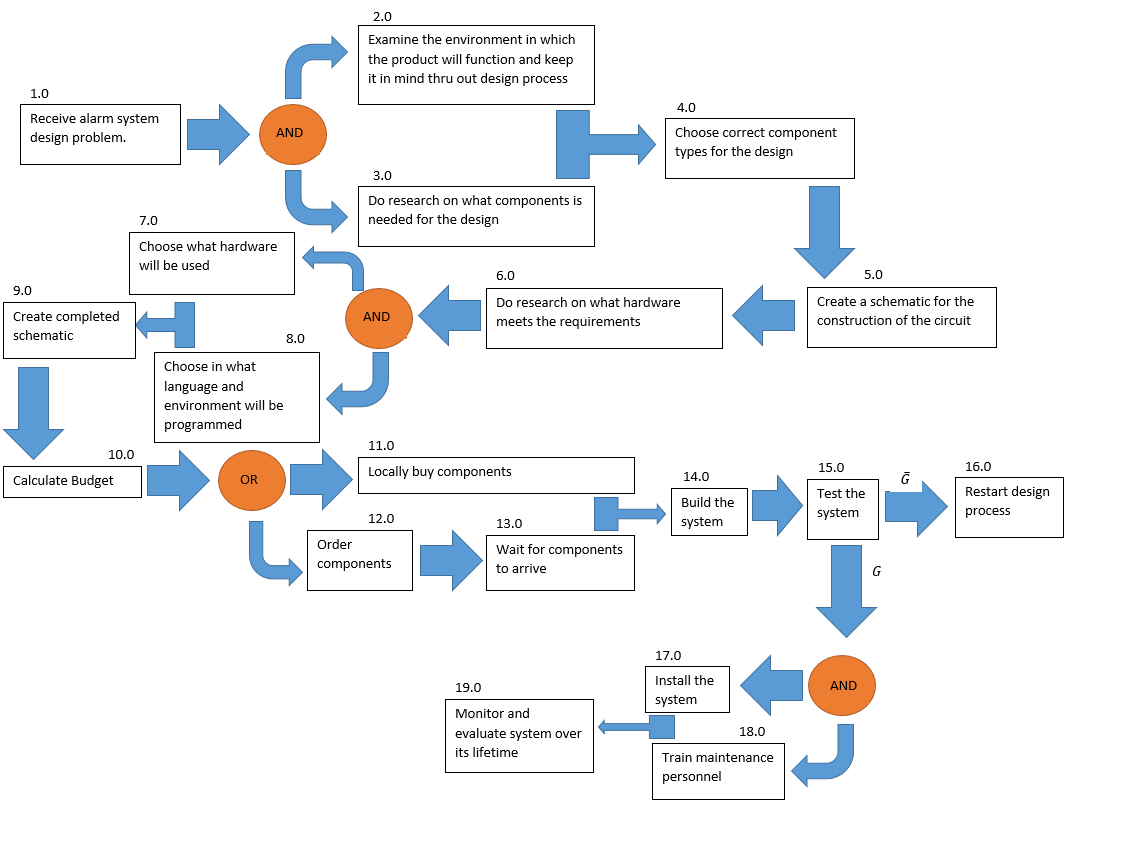 1.0
Receive alarm system
design problem.
AND
2.0
Examine the environment in which
the product will function and keep
it in mind thru out design process
3.0
Do research on what components is
needed for the design
4.0
Choose correct component
types for the design
5.0
Create a schematic for the
construction of the circuit
6.0
Do research on what hardware
meets the requirements
AND
7.0
Choose what hardware
will be used
8.0
Choose in what
language and
environment will be
programmed
9.0
Create completed
schematic
10.0
Calculate Budget
OR
11.0
Locally buy components
12.0
Order
components
13.0
Wait for components
to arrive
14.0
Build the
system
15.0
Test the
system
Ḡ
16.0
Restart design
process
G
AND
17.0
Install the
system
18.0
Train maintenance
personnel
19.0
Monitor and
evaluate system over
its lifetime